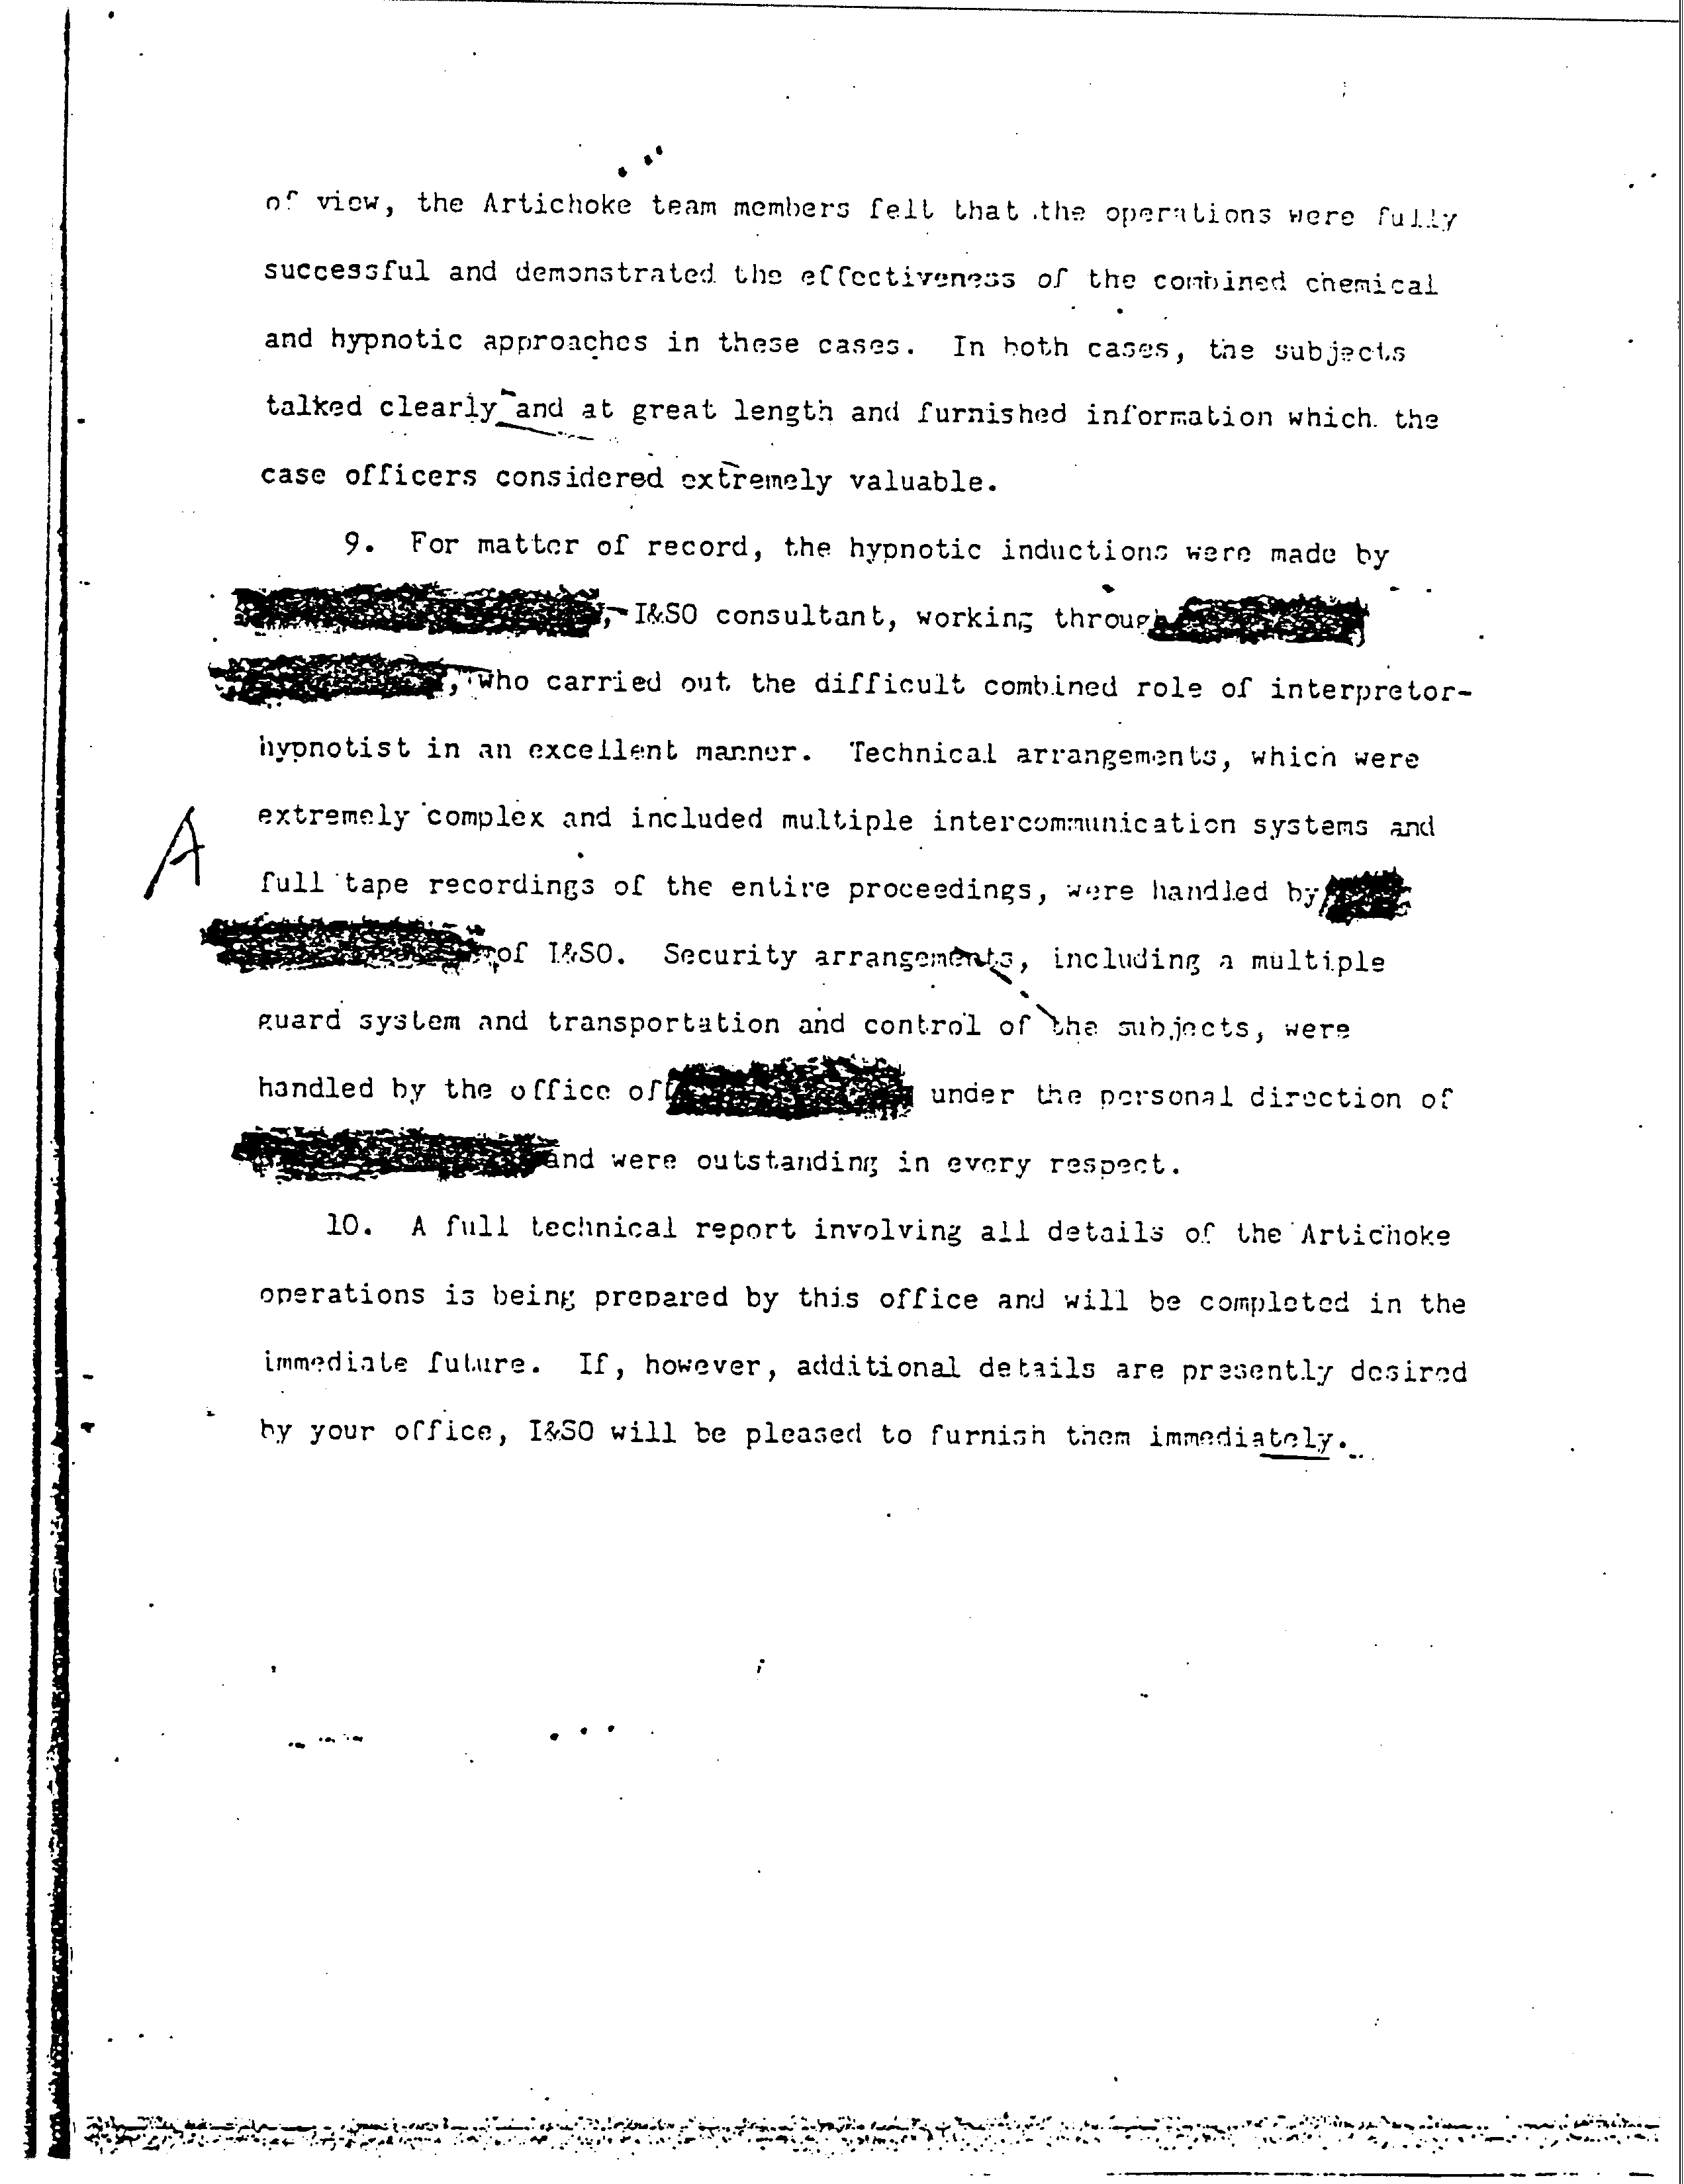 of view, the Artichoke team members felt that the operations were fully
successful and demonstrated the effectiveness of the combined chemical
and hypnotic approaches in these cases. In both cases, the subjects
talked clearly and at great length and furnished information which the
case officers considered extremely valuable.
9. For matter of record, the hypnotic inductions were made by
, I&SO consultant, working through
, who carried out the difficult combined role of interpretor-
hypnotist in an excellent manner. Technical arrangements, which were
extremely complex and included multiple intercommunication systems and
A
full tape recordings of the entire proceedings, were handled by
of I&SO. Security arrangements, including a multiple
guard system and transportation and control of the subjects, were
handled by the office of under the personal direction of
and were outstanding in every respect.
10. A full technical report involving all details of the Artichoke
operations is being prepared by this office and will be completed in the
immediate future. If, however, additional details are presently desired
by your office, I&SO will be pleased to furnish them immediately.